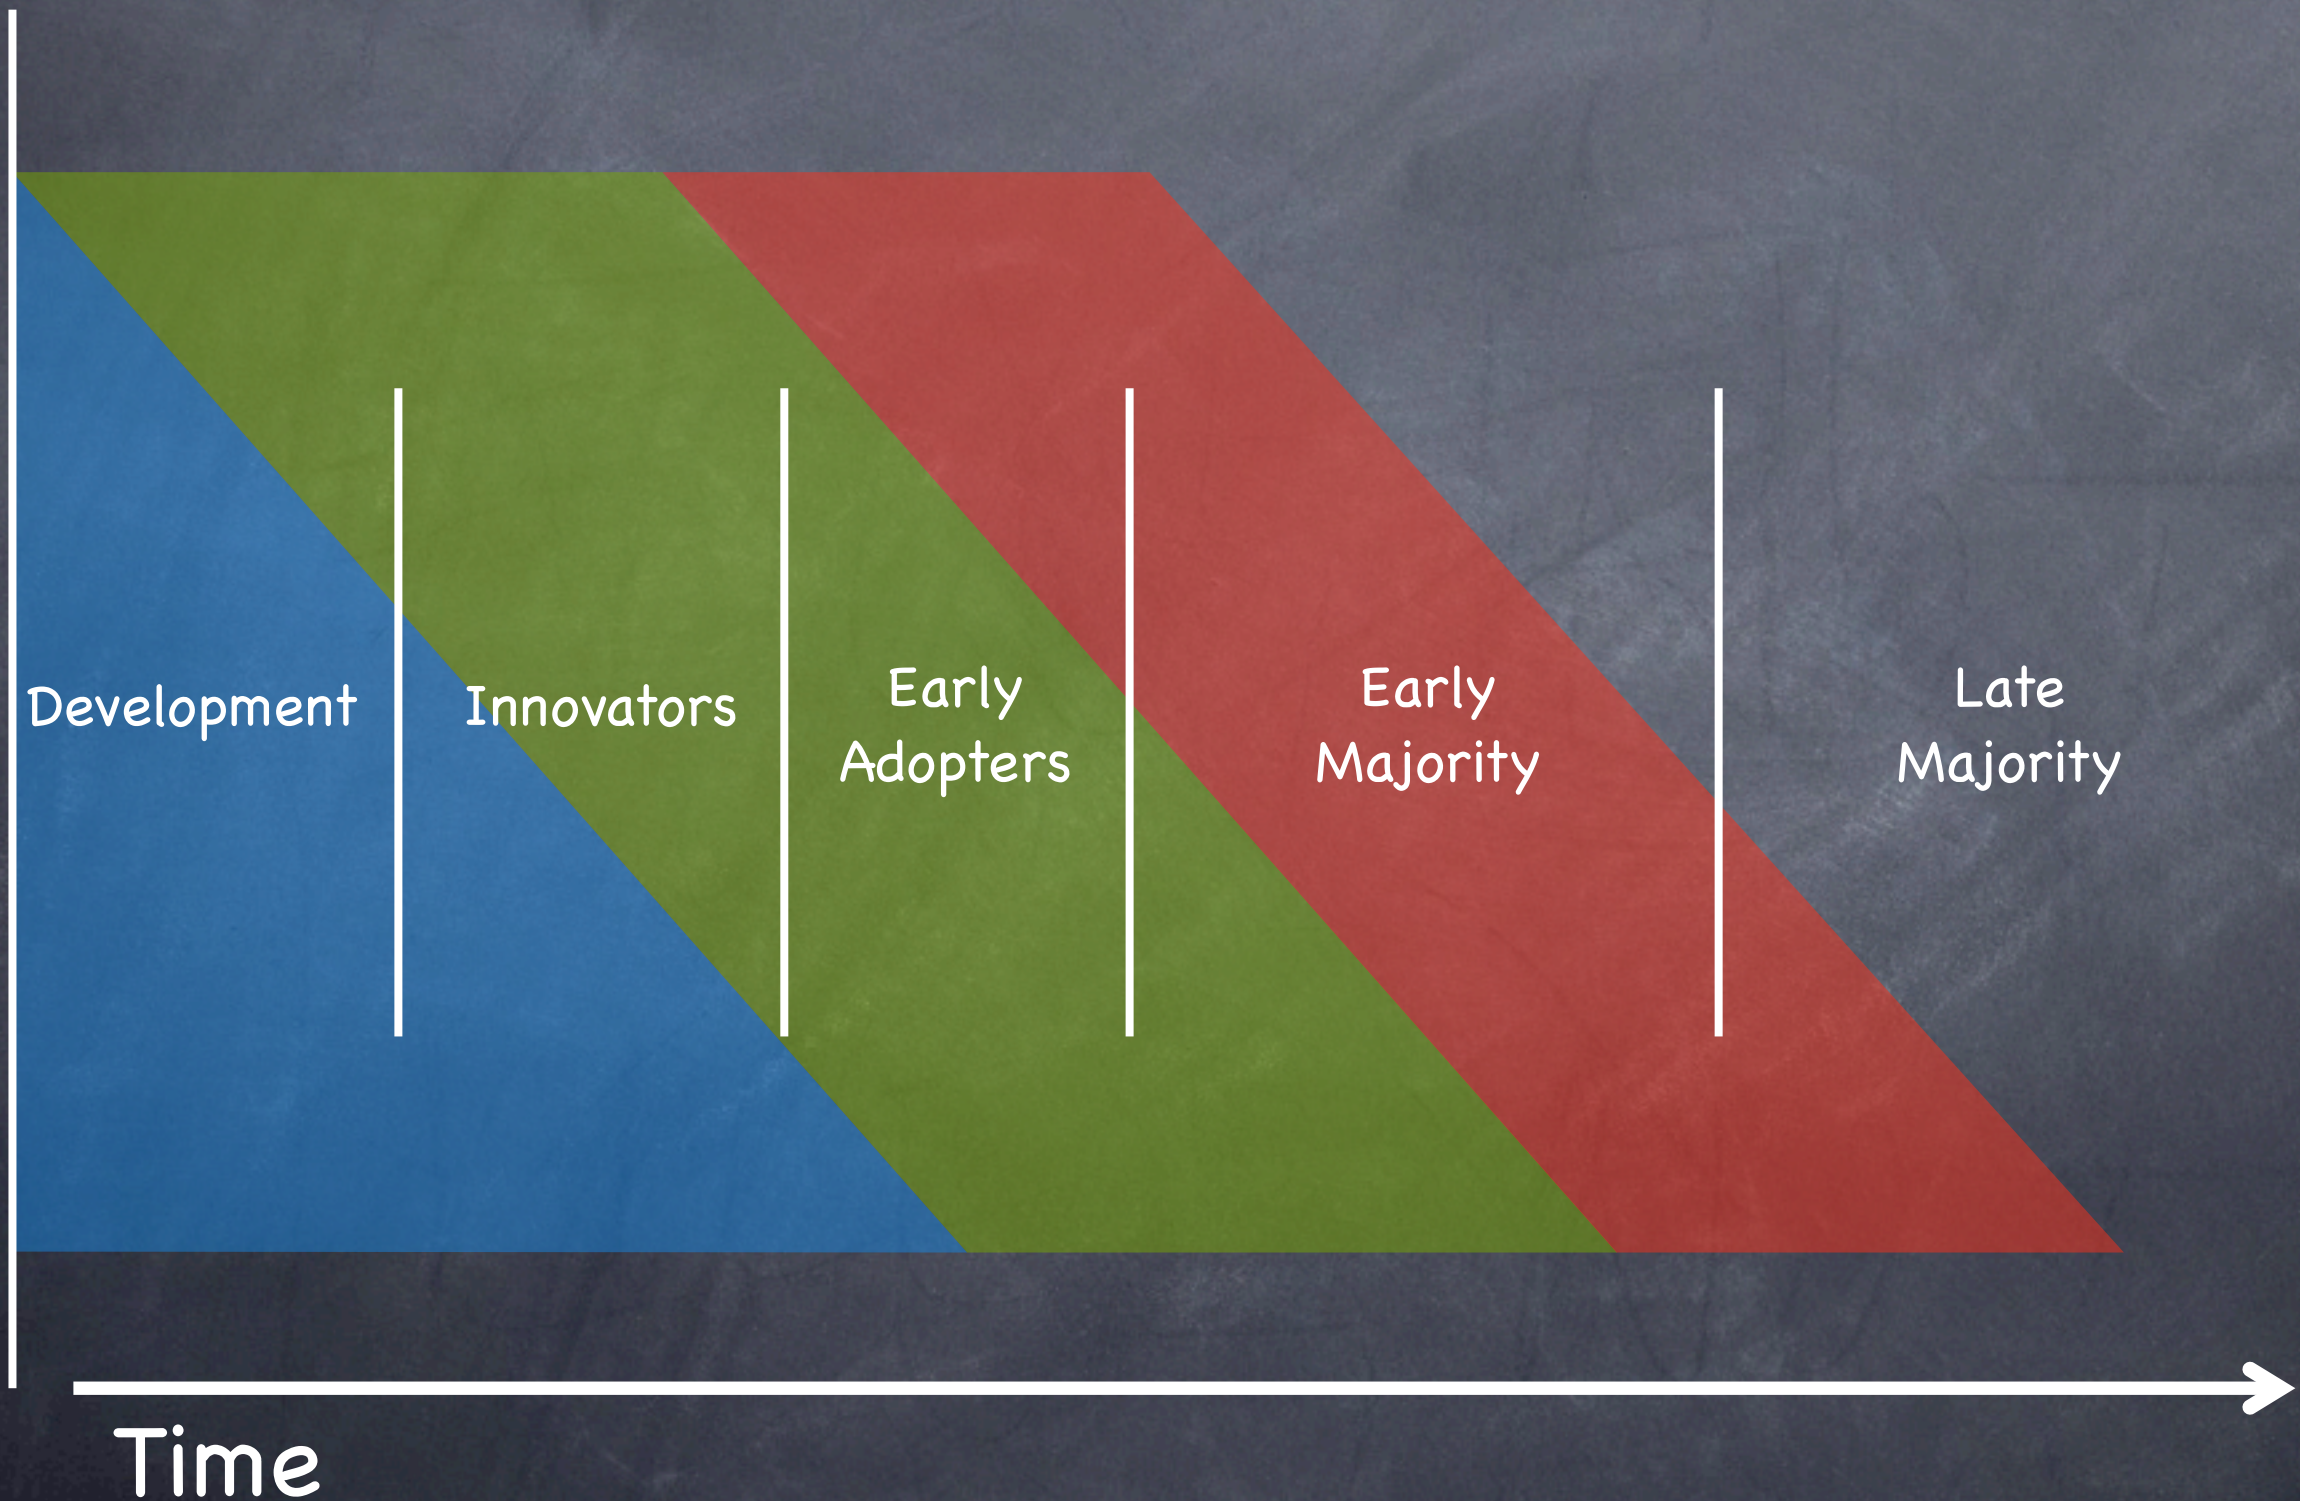 Development
Innovators
Early
Adopters
Early
Majority
Late
Majority
Time